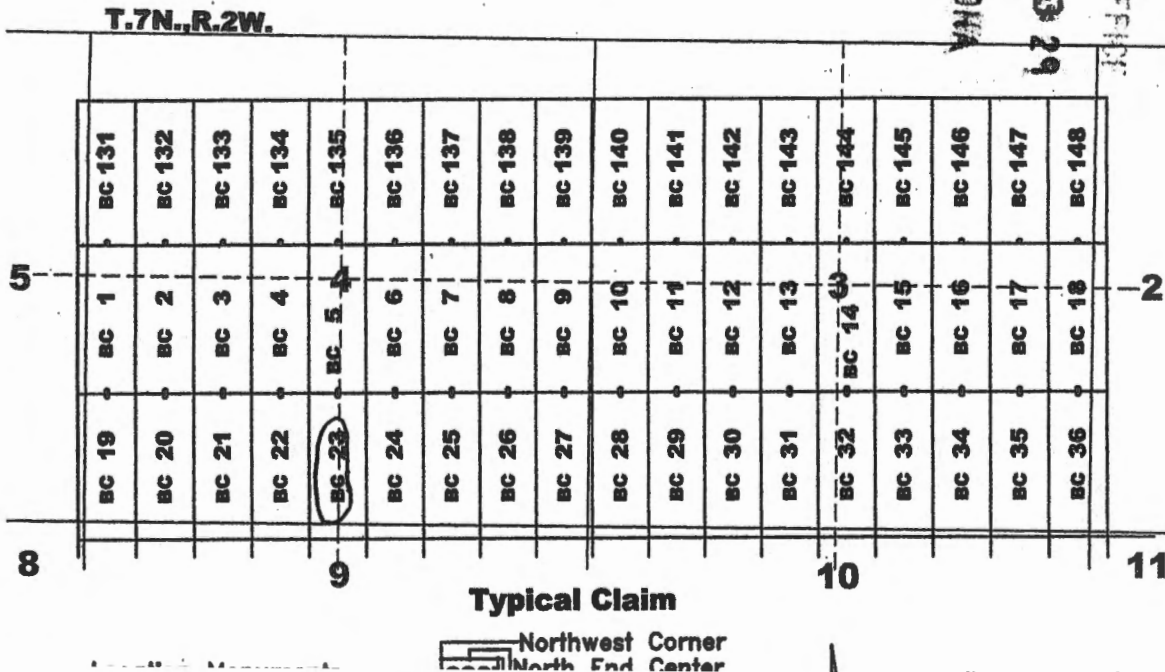 T.7N.,R.2W.
3 29
BC 131 BC 132 BC 133 BC 134 BC 135 BC 136 BC 137 BC 138 BC 139 BC 140 BC 141 BC 142 BC 143 BC 144 BC 145 BC 146 BC 147 BC 148
5 4 3 2
BC 1 BC 2 BC 3 BC 4 BC 5 BC 6 BC 7 BC 8 BC 9 BC 10 BC 11 BC 12 BC 13 BC 14 BC 15 BC 16 BC 17 BC 18
BC 19 BC 20 BC 21 BC 22 BC 23 BC 24 BC 25 BC 26 BC 27 BC 28 BC 29 BC 30 BC 31 BC 32 BC 33 BC 34 BC 35 BC 36
8 9 10 11
Typical Claim
Northwest Corner
North End Center